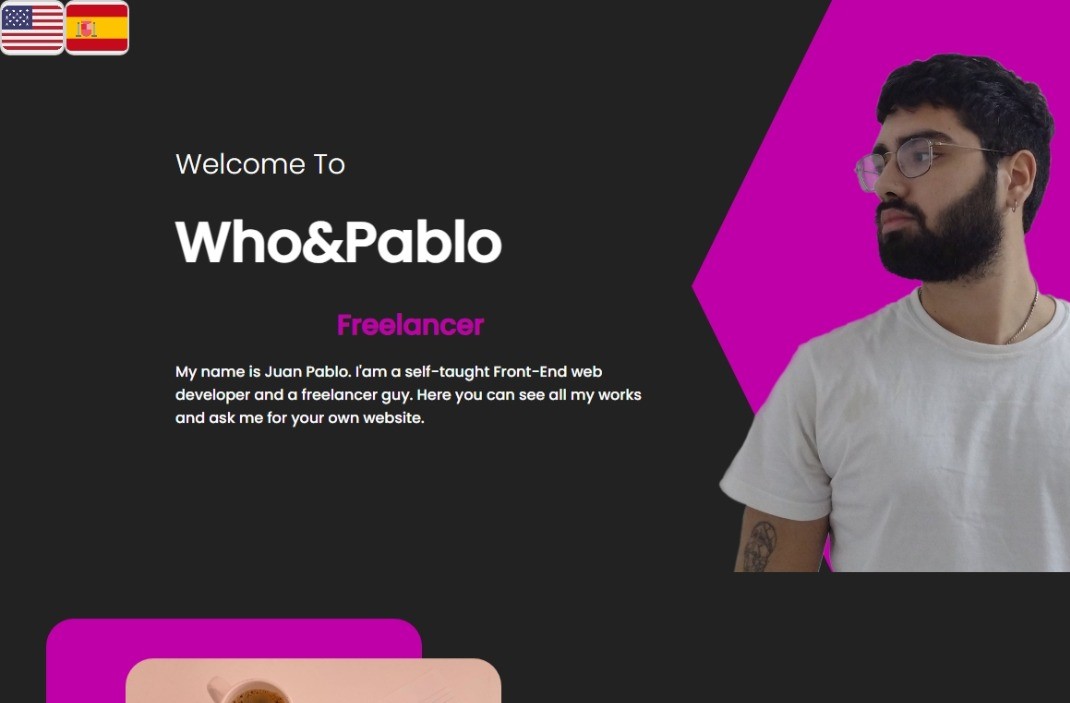 Welcome To
Who&Pablo
Freelancer
My name is Juan Pablo. I'am a self-taught Front-End web
developer and a freelancer guy. Here you can see all my works
and ask me for your own website.